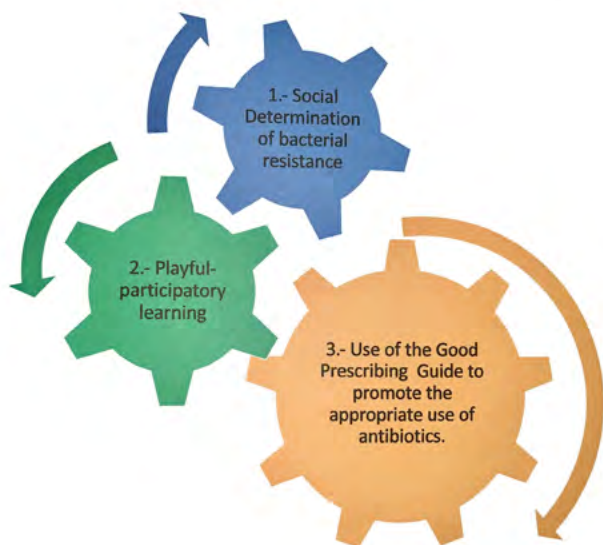 1.- Social
Determination
of bacterial
resistance
2.- Playful-
participatory
learning
3.- Use of the Good
Prescribing Guide to
promote the
appropriate use of
antibiotics.